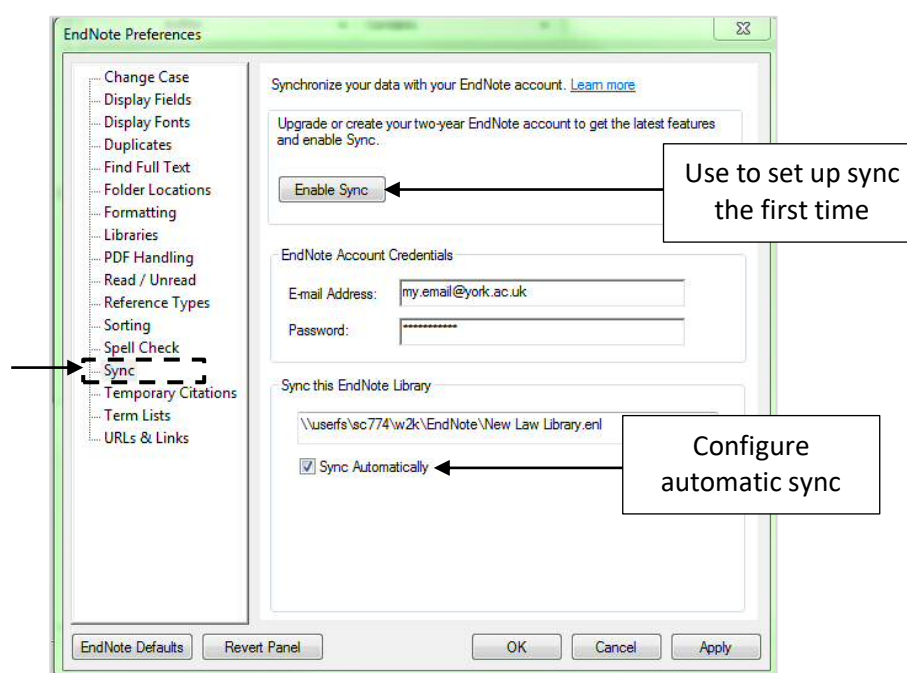 EndNote Preferences
Change Case
Display Fields
Display Fonts
Duplicates
Find Full Text
Folder Locations
Formatting
Libraries
PDF Handling
Read / Unread
Reference Types
Sorting
Spell Check
Sync
Temporary Citations
Term Lists
URLs & Links
Synchronize your data with your EndNote account. Learn more
Upgrade or create your two-year EndNote account to get the latest features
and enable Sync.
Enable Sync
Use to set up sync
the first time
EndNote Account Credentials
E-mail Address:
my.email@york.ac.uk
Password:
************
Sync this EndNote Library
\\userfs\sc774\w2k\EndNote\New Law Library.enl
Sync Automatically
Configure
automatic sync
EndNote Defaults
Revert Panel
OK
Cancel
Apply